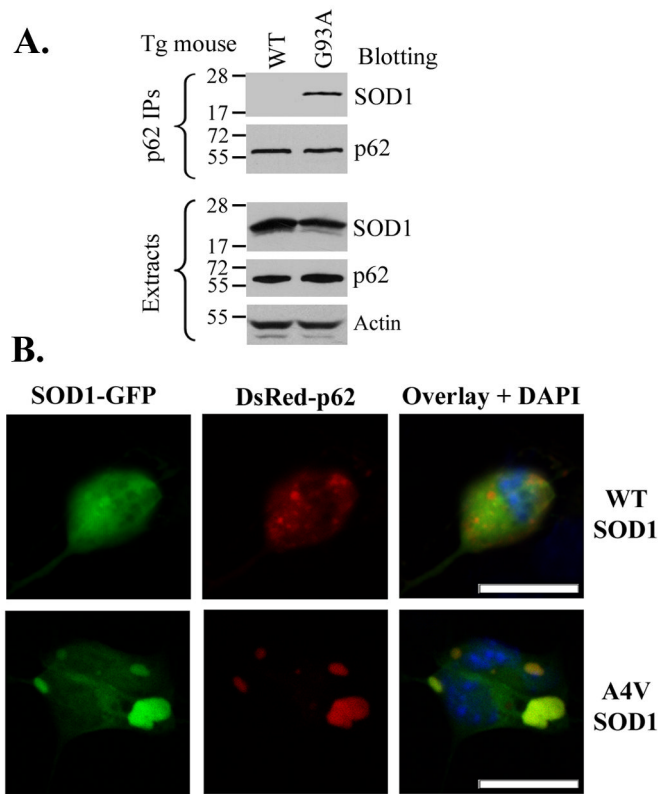 A.
Tg mouse WT G93A Blotting
p62 IPs
28
17
SOD1
72
55
p62
Extracts
28
17
SOD1
72
55
p62
55
Actin
B.
SOD1-GFP DsRed-p62 Overlay + DAPI
WT
SOD1
A4V
SOD1